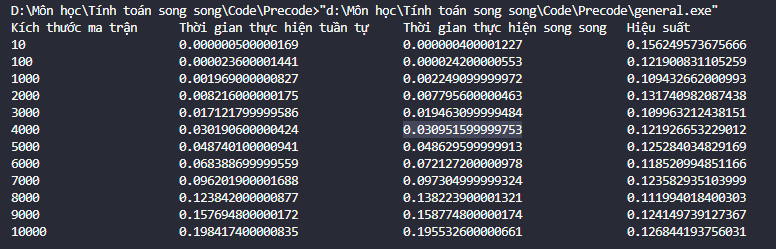 D:\Môn học\Tính toán song song\Code\Precode>"d:\Môn học\Tính toán song song\Code\Precode\general.exe"
Kích thước ma trận Thời gian thực hiện tuần tự Thời gian thực hiện song song Hiệu suất
10 0.000000500000169 0.000000400001227 0.156249573675666
100 0.000023600001441 0.000024200000553 0.121900831105259
1000 0.001969000000827 0.002249099999972 0.109432662000993
2000 0.008216000000175 0.007795600000463 0.131740982087438
3000 0.017121799999586 0.019463099999484 0.109963212438151
4000 0.030190600000424 0.030951599999753 0.121926653229012
5000 0.048740100000941 0.048629599999913 0.125284034829169
6000 0.068388699999559 0.072127200000978 0.118520994851166
7000 0.096201900001688 0.097304999999324 0.123582935103999
8000 0.123842000000877 0.138223900001321 0.111994018400303
9000 0.157694800000172 0.158774800000174 0.124149739127367
10000 0.198417400000835 0.195532600000661 0.126844193756031